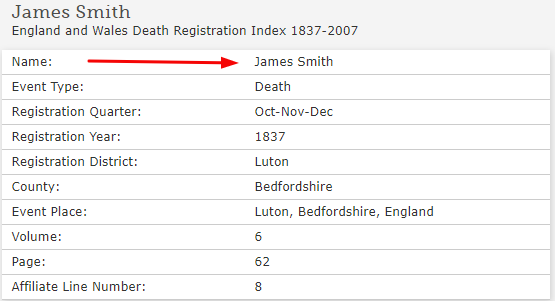 James Smith
England and Wales Death Registration Index 1837-2007
Name: James Smith
Event Type: Death
Registration Quarter: Oct-Nov-Dec
Registration Year: 1837
Registration District: Luton
County: Bedfordshire
Event Place: Luton, Bedfordshire, England
Volume: 6
Page: 62
Affiliate Line Number: 8